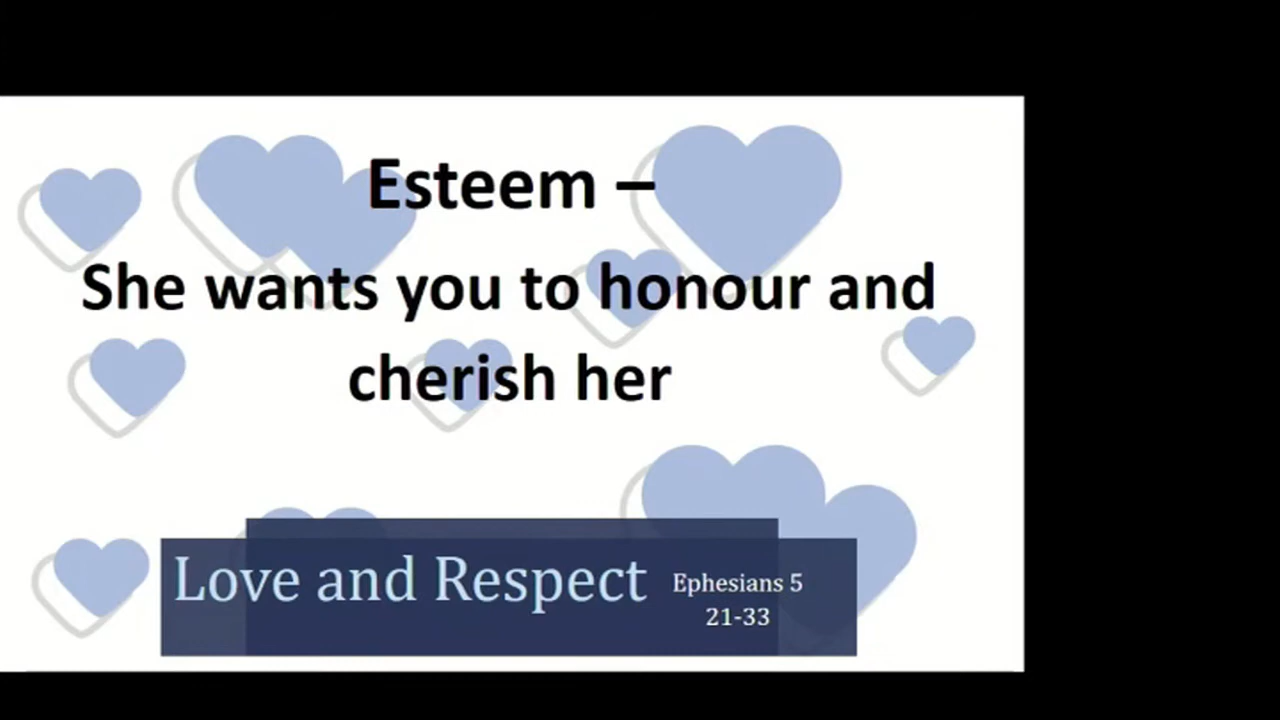 Esteem –
She wants you to honour and
cherish her
Love and Respect
Ephesians 5
21-33